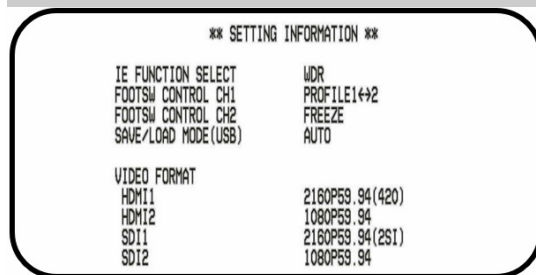 ** SETTING INFORMATION **
IE FUNCTION SELECT WDR
FOOTSW CONTROL CH1 PROFILE1↔2
FOOTSW CONTROL CH2 FREEZE
SAVE/LOAD MODE(USB) AUTO
VIDEO FORMAT
HDMI1 2160P59.94(420)
HDMI2 1080P59.94
SDI1 2160P59.94(2SI)
SDI2 1080P59.94